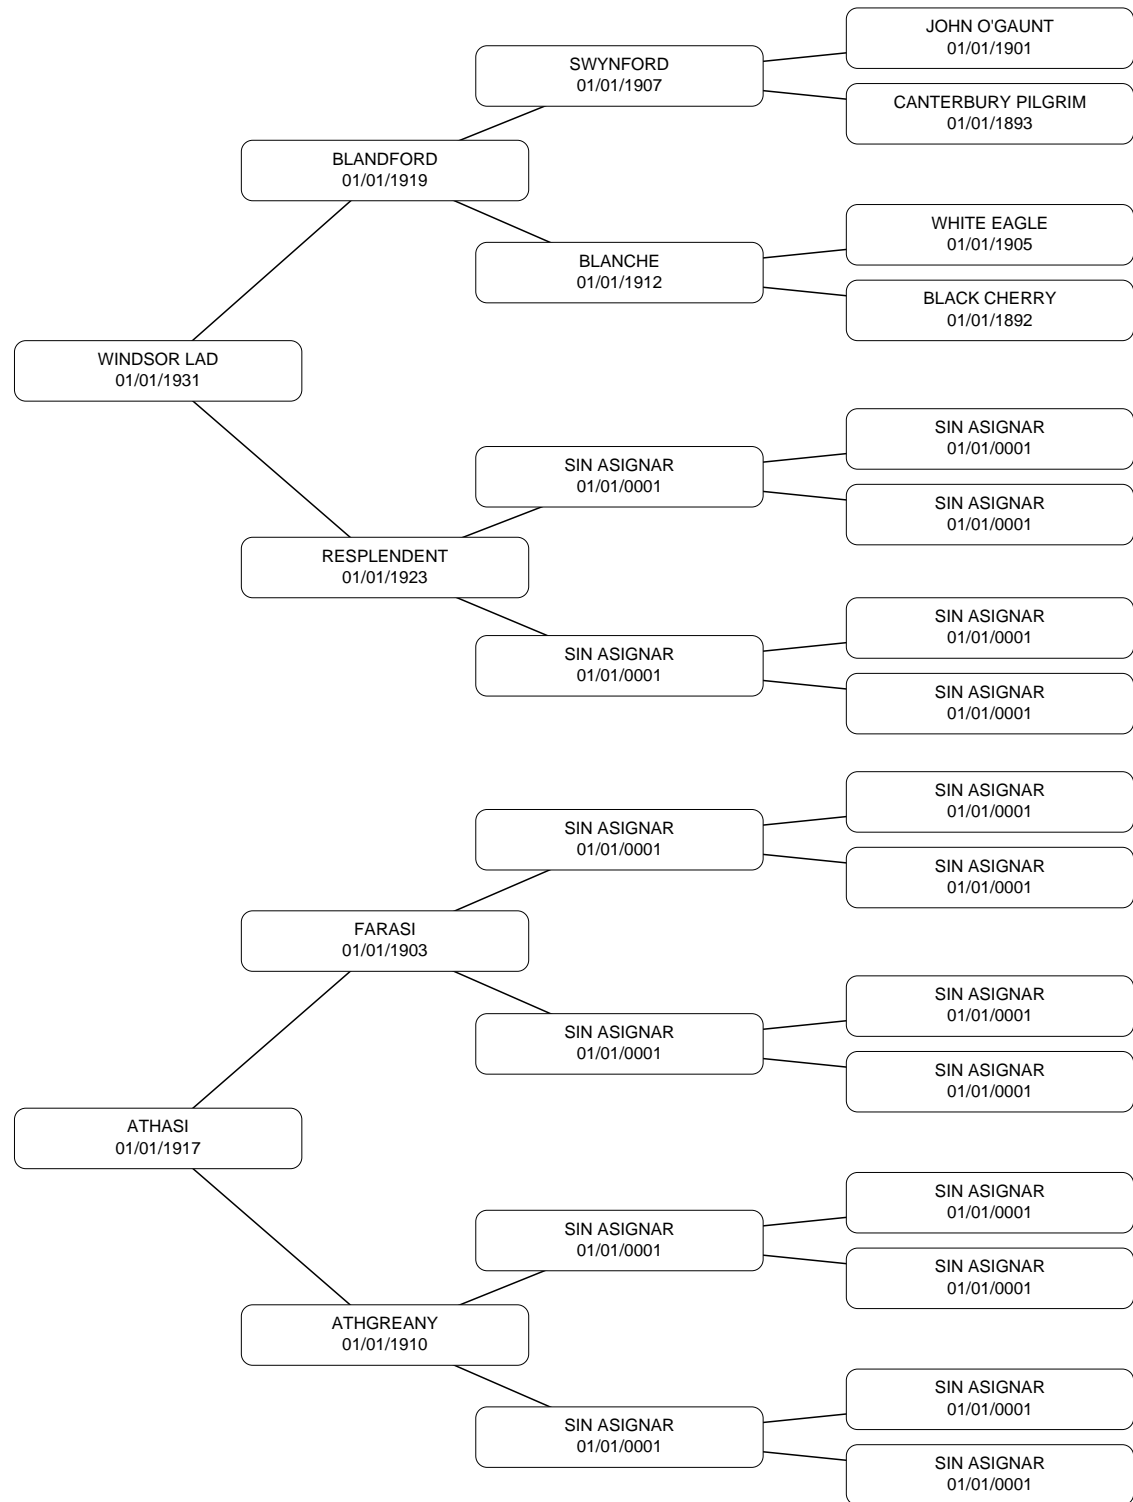 JOHN O'GAUNT
01/01/1901
SWYNFORD
01/01/1907
CANTERBURY PILGRIM
01/01/1893
BLANDFORD
01/01/1919
WHITE EAGLE
01/01/1905
BLANCHE
01/01/1912
BLACK CHERRY
01/01/1892
WINDSOR LAD
01/01/1931
SIN ASIGNAR
01/01/0001
SIN ASIGNAR
01/01/0001
SIN ASIGNAR
01/01/0001
RESPLENDENT
01/01/1923
SIN ASIGNAR
01/01/0001
SIN ASIGNAR
01/01/0001
SIN ASIGNAR
01/01/0001
SIN ASIGNAR
01/01/0001
SIN ASIGNAR
01/01/0001
SIN ASIGNAR
01/01/0001
FARASI
01/01/1903
SIN ASIGNAR
01/01/0001
SIN ASIGNAR
01/01/0001
SIN ASIGNAR
01/01/0001
ATHASI
01/01/1917
SIN ASIGNAR
01/01/0001
SIN ASIGNAR
01/01/0001
SIN ASIGNAR
01/01/0001
ATHGREANY
01/01/1910
SIN ASIGNAR
01/01/0001
SIN ASIGNAR
01/01/0001
SIN ASIGNAR
01/01/0001